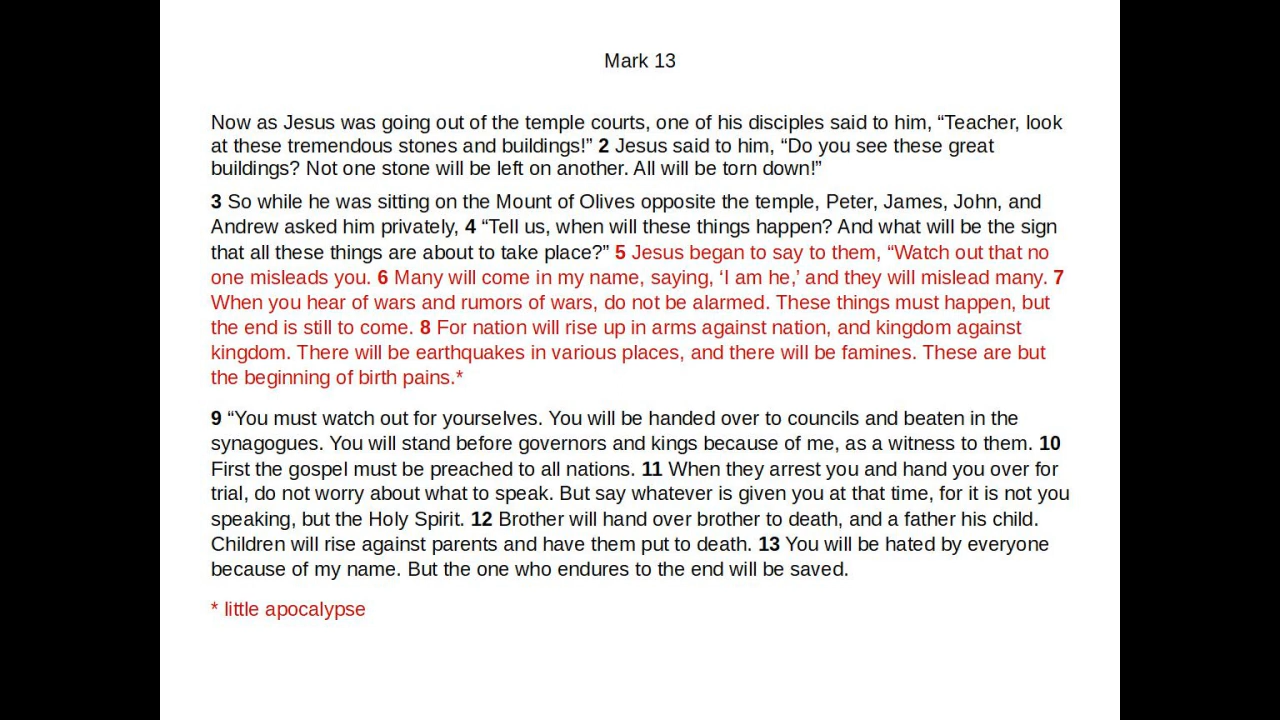 Mark 13
Now as Jesus was going out of the temple courts, one of his disciples said to him, “Teacher, look
at these tremendous stones and buildings!” 2 Jesus said to him, “Do you see these great
buildings? Not one stone will be left on another. All will be torn down!”
3 So while he was sitting on the Mount of Olives opposite the temple, Peter, James, John, and
Andrew asked him privately, 4 “Tell us, when will these things happen? And what will be the sign
that all these things are about to take place?” 5 Jesus began to say to them, “Watch out that no
one misleads you. 6 Many will come in my name, saying, ‘I am he,’ and they will mislead many. 7
When you hear of wars and rumors of wars, do not be alarmed. These things must happen, but
the end is still to come. 8 For nation will rise up in arms against nation, and kingdom against
kingdom. There will be earthquakes in various places, and there will be famines. These are but
the beginning of birth pains.*
9 “You must watch out for yourselves. You will be handed over to councils and beaten in the
synagogues. You will stand before governors and kings because of me, as a witness to them. 10
First the gospel must be preached to all nations. 11 When they arrest you and hand you over for
trial, do not worry about what to speak. But say whatever is given you at that time, for it is not you
speaking, but the Holy Spirit. 12 Brother will hand over brother to death, and a father his child.
Children will rise against parents and have them put to death. 13 You will be hated by everyone
because of my name. But the one who endures to the end will be saved.
* little apocalypse